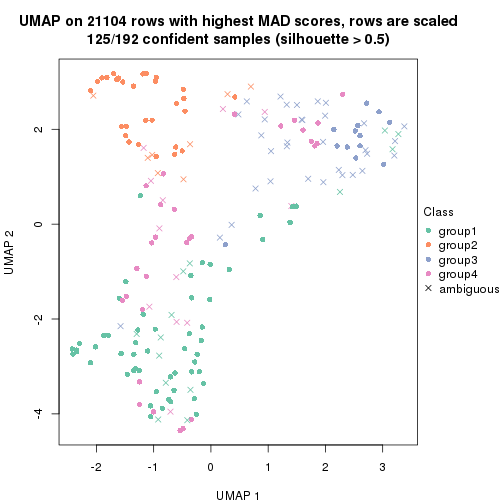 UMAP on 21104 rows with highest MAD scores, rows are scaled
125/192 confident samples (silhouette > 0.5)
UMAP 2
2
0
-2
-4
-2
-1
0
1
2
3
UMAP 1
Class
group1
group2
group3
group4
ambiguous